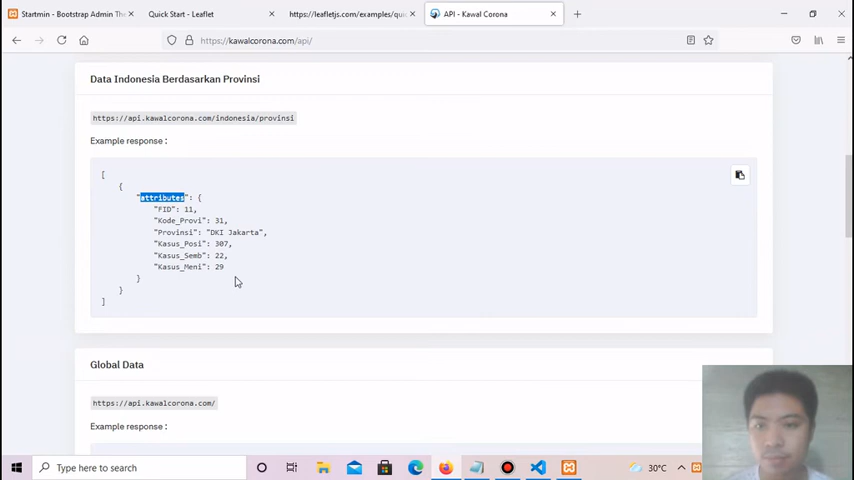 Startmin - Bootstrap Admin The
Quick Start - Leaflet
https://leafletjs.com/examples/quic
API - Kawal Corona
https://kawalcorona.com/api/
Data Indonesia Berdasarkan Provinsi
https://api.kawalcorona.com/indonesia/provinsi
Example response :
[
{
"attributes": {
"FID": 11,
"Kode_Provi": 31,
"Provinsi": "DKI Jakarta",
"Kasus_Posi": 307,
"Kasus_Semb": 22,
"Kasus_Meni": 29
}
}
]
Global Data
https://api.kawalcorona.com/
Example response :
Type here to search
30°C